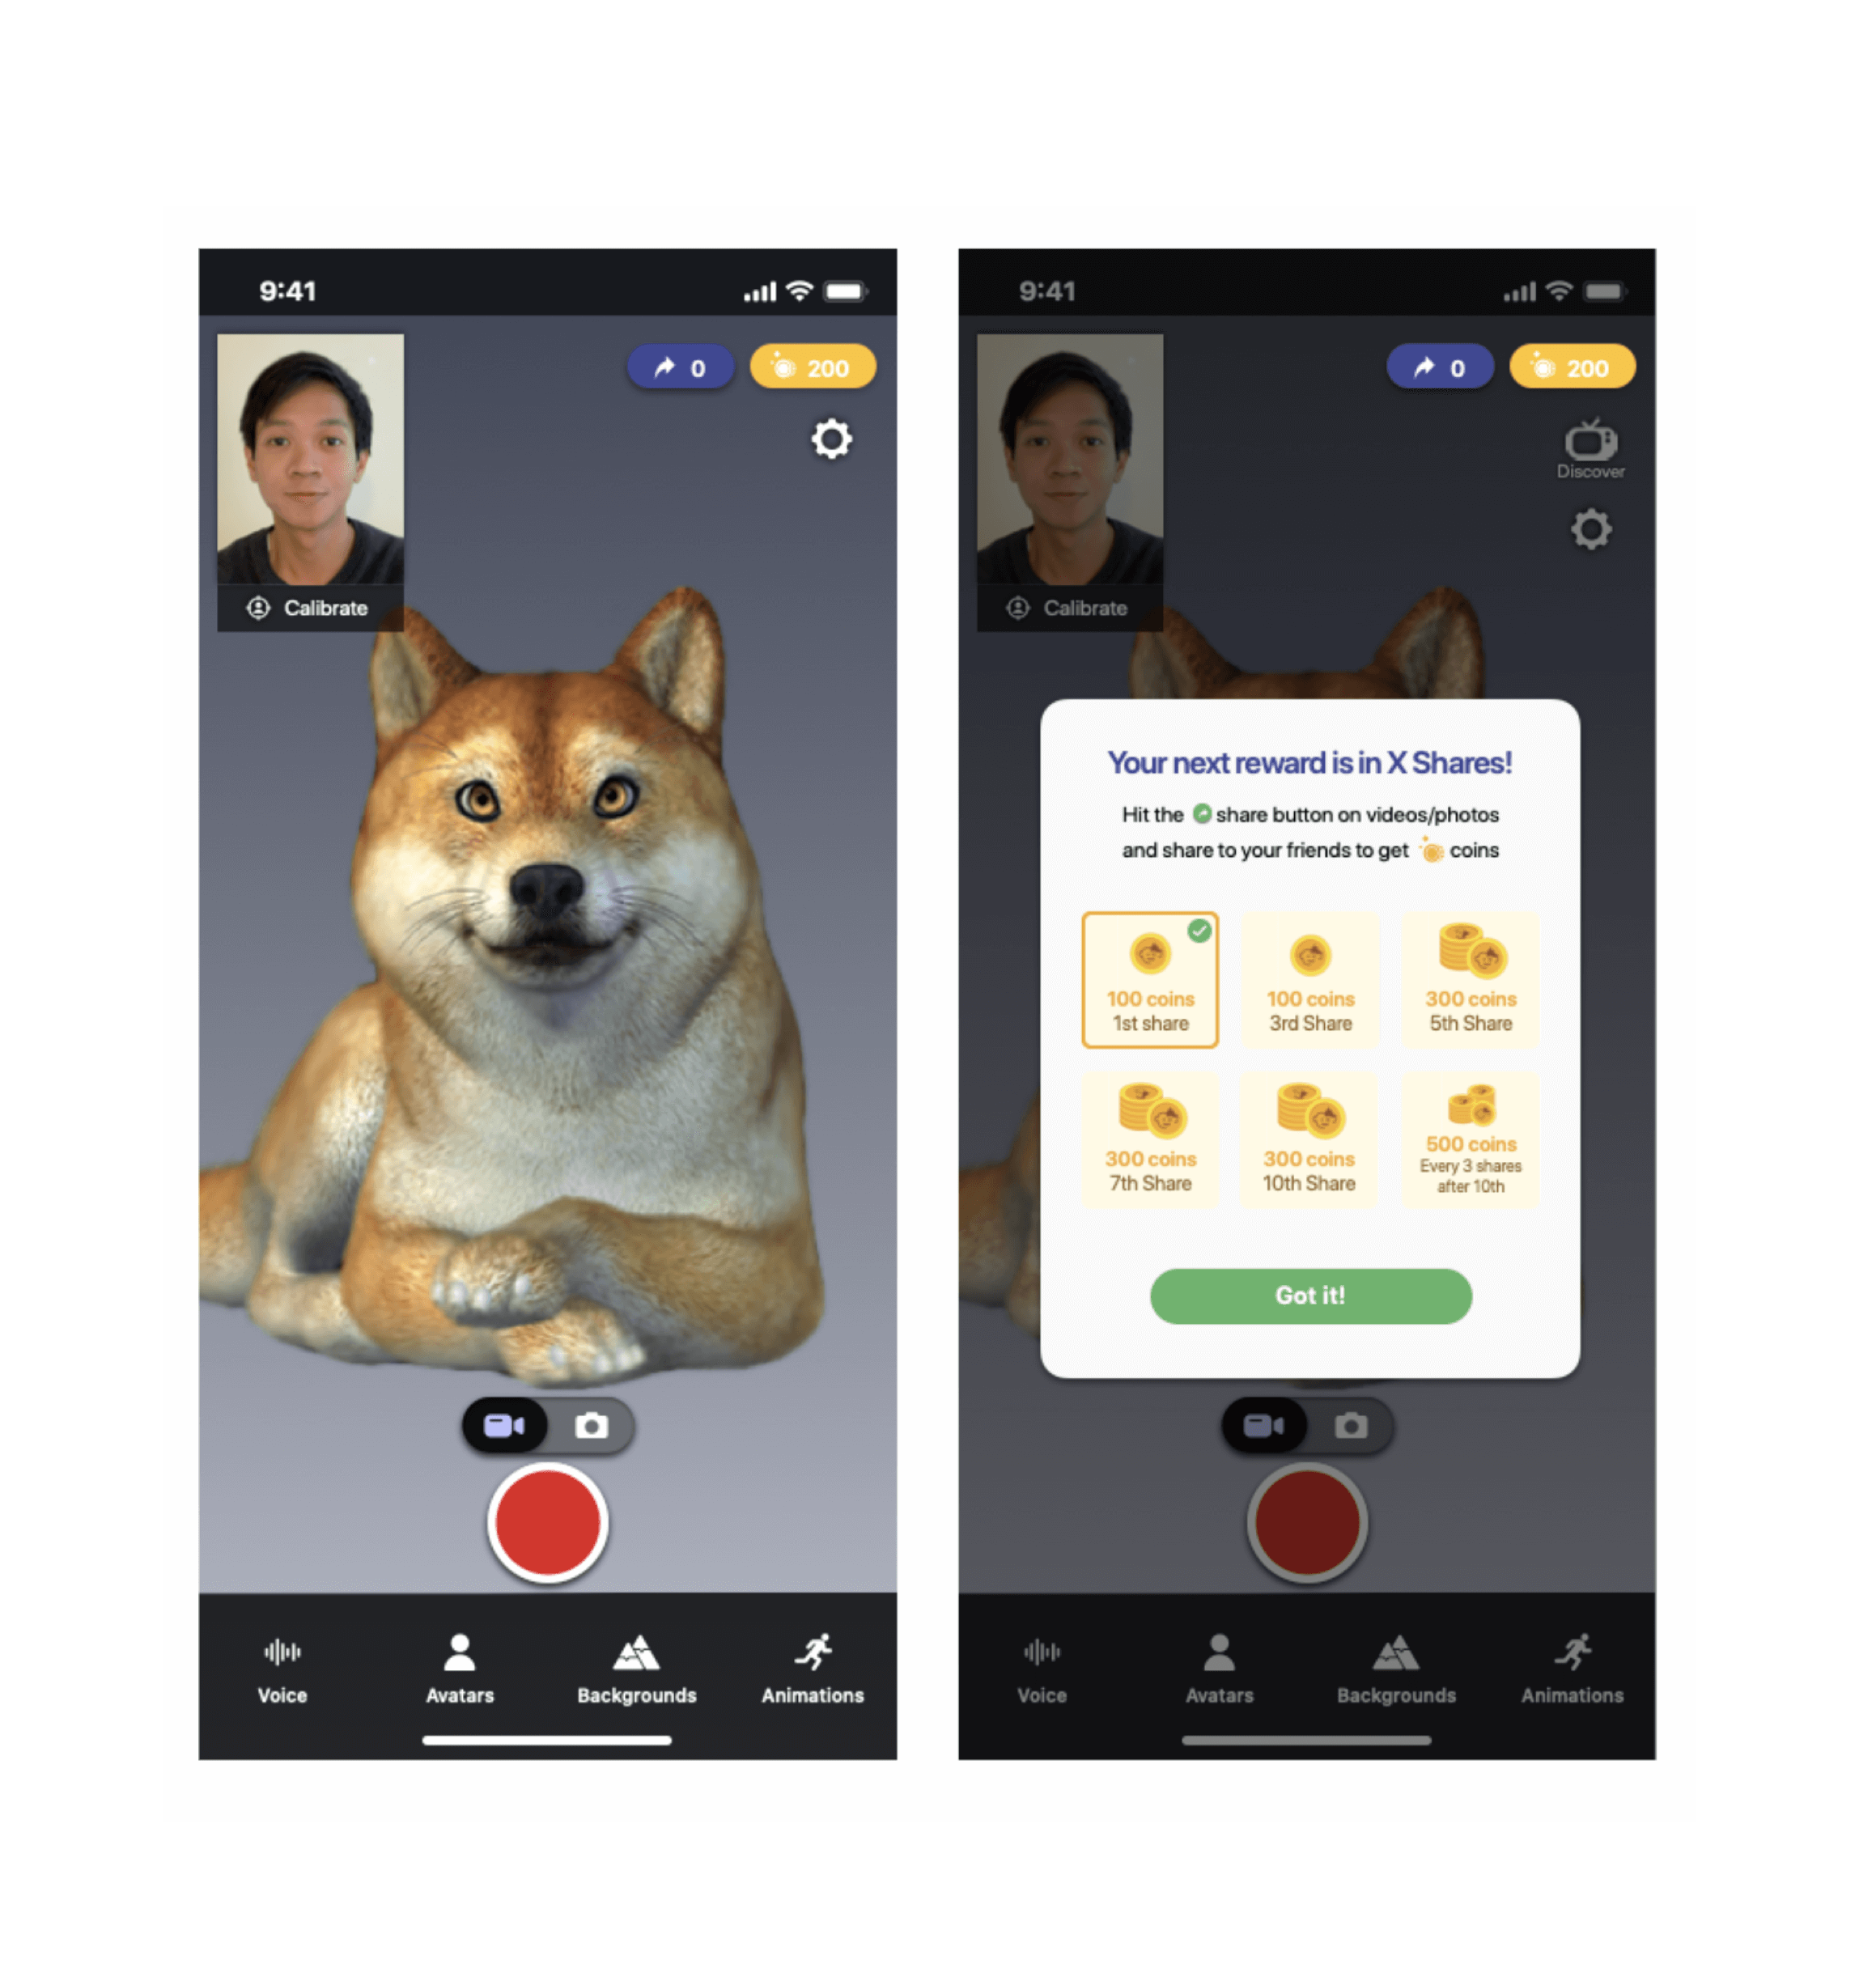 9:41
0
200
Calibrate
Voice
Avatars
Backgrounds
Animations
9:41
0
200
Discover
Calibrate
Your next reward is in X Shares!
Hit the share button on videos/photos
and share to your friends to get coins
100 coins
1st share
100 coins
3rd Share
300 coins
5th Share
300 coins
7th Share
300 coins
10th Share
500 coins
Every 3 shares
after 10th
Got it!
Voice
Avatars
Backgrounds
Animations